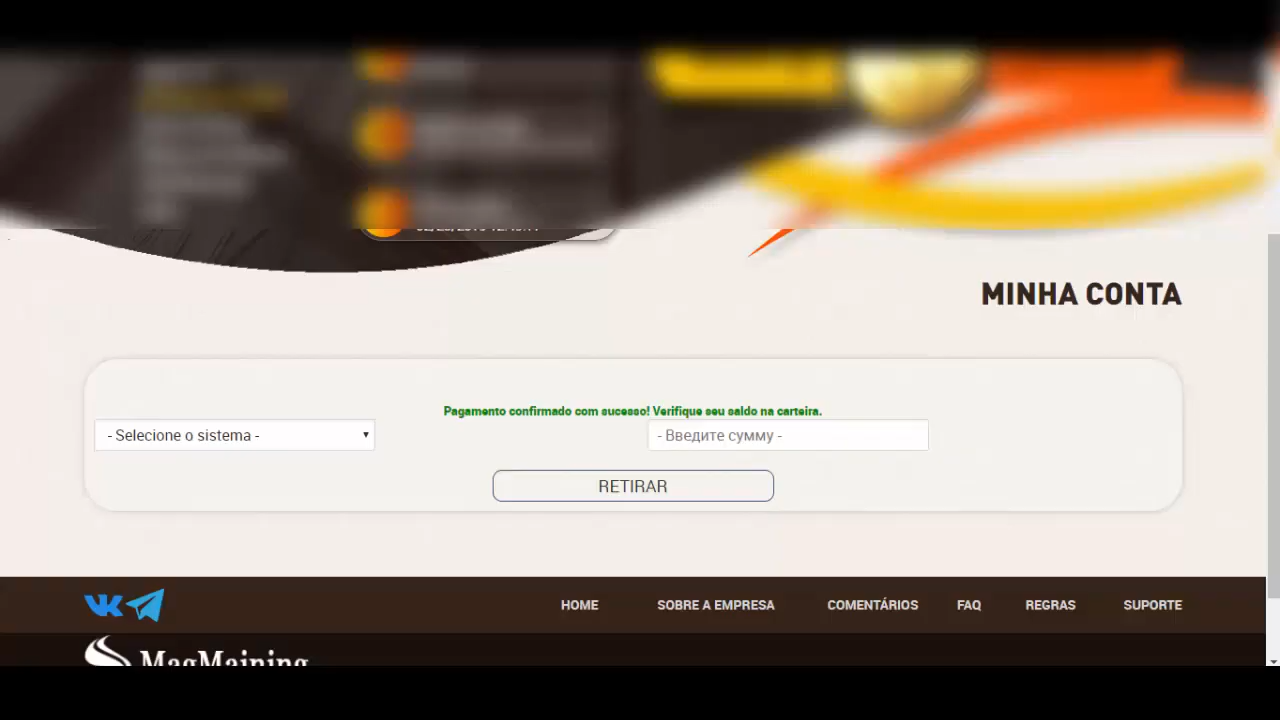 MINHA CONTA
Pagamento confirmado com sucesso! Verifique seu saldo na carteira.
- Selecione o sistema -
- Введите сумму -
RETIRAR
HOME SOBRE A EMPRESA COMENTÁRIOS FAQ REGRAS SUPORTE
MagMaining